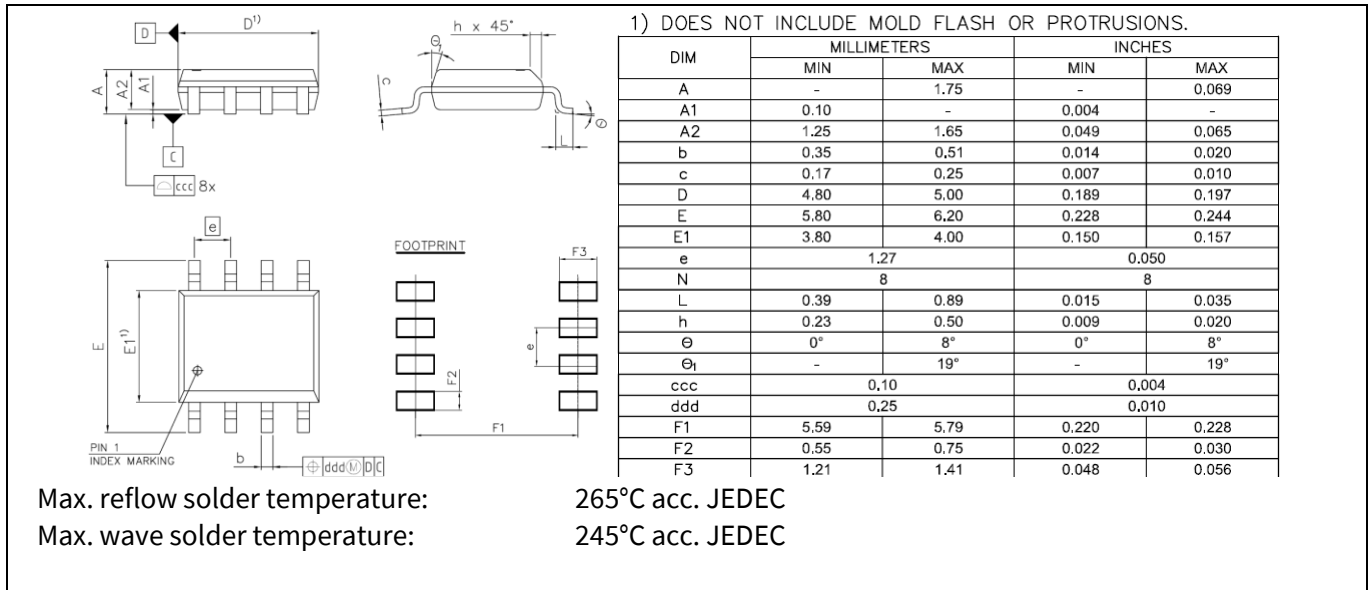 D
D1)
h x 45°
Θ1
c
A
A2
A1
C
ccc 8x
L
Θ
e
E
E1 1)
PIN 1
INDEX MARKING
b
ddd Ⓜ D C
FOOTPRINT
F3
e
F2
F1
1) DOES NOT INCLUDE MOLD FLASH OR PROTRUSIONS.
DIM MILLIMETERS INCHES
MIN MAX MIN MAX
A - 1.75 - 0.069
A1 0.10 - 0.004 -
A2 1.25 1.65 0.049 0.065
b 0.35 0.51 0.014 0.020
c 0.17 0.25 0.007 0.010
D 4.80 5.00 0.189 0.197
E 5.80 6.20 0.228 0.244
E1 3.80 4.00 0.150 0.157
e 1.27 0.050
N 8 8
L 0.39 0.89 0.015 0.035
h 0.23 0.50 0.009 0.020
Θ 0° 8° 0° 8°
Θ1 - 19° - 19°
ccc 0.10 0.004
ddd 0.25 0.010
F1 5.59 5.79 0.220 0.228
F2 0.55 0.75 0.022 0.030
F3 1.21 1.41 0.048 0.056
Max. reflow solder temperature: 265°C acc. JEDEC
Max. wave solder temperature: 245°C acc. JEDEC